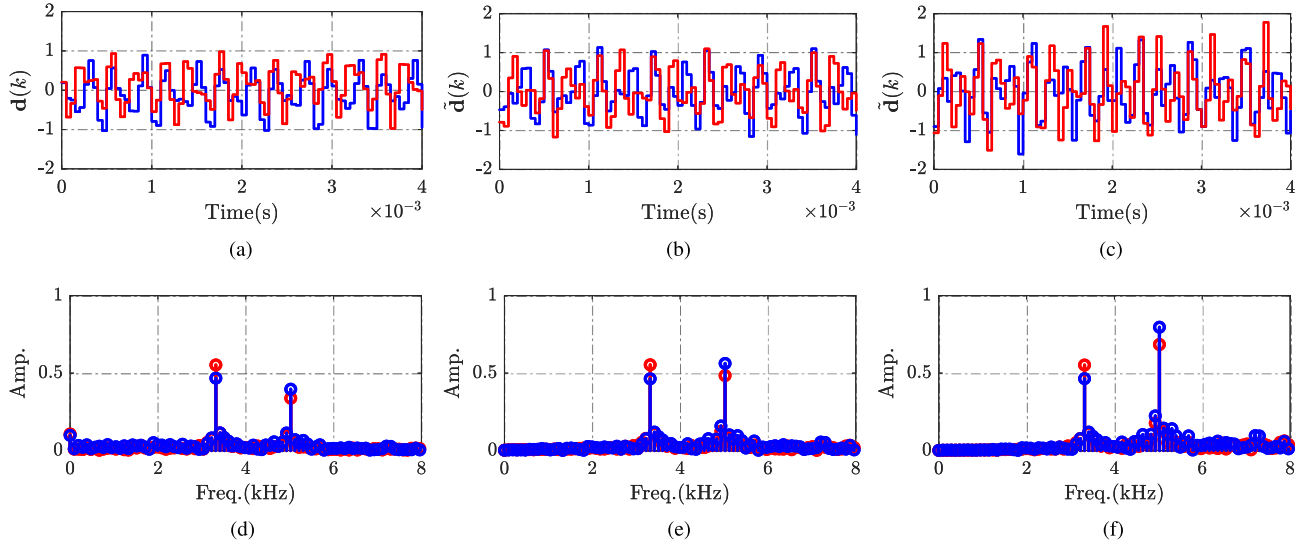 2
1
0
-1
-2
d(k)
0 1 2 3 4
Time(s) ×10⁻³
(a)
2
1
0
-1
-2
d̃(k)
0 1 2 3 4
Time(s) ×10⁻³
(b)
2
1
0
-1
-2
d̃(k)
0 1 2 3 4
Time(s) ×10⁻³
(c)
1
0.5
0
Amp.
0 2 4 6 8
Freq.(kHz)
(d)
1
0.5
0
Amp.
0 2 4 6 8
Freq.(kHz)
(e)
1
0.5
0
Amp.
0 2 4 6 8
Freq.(kHz)
(f)